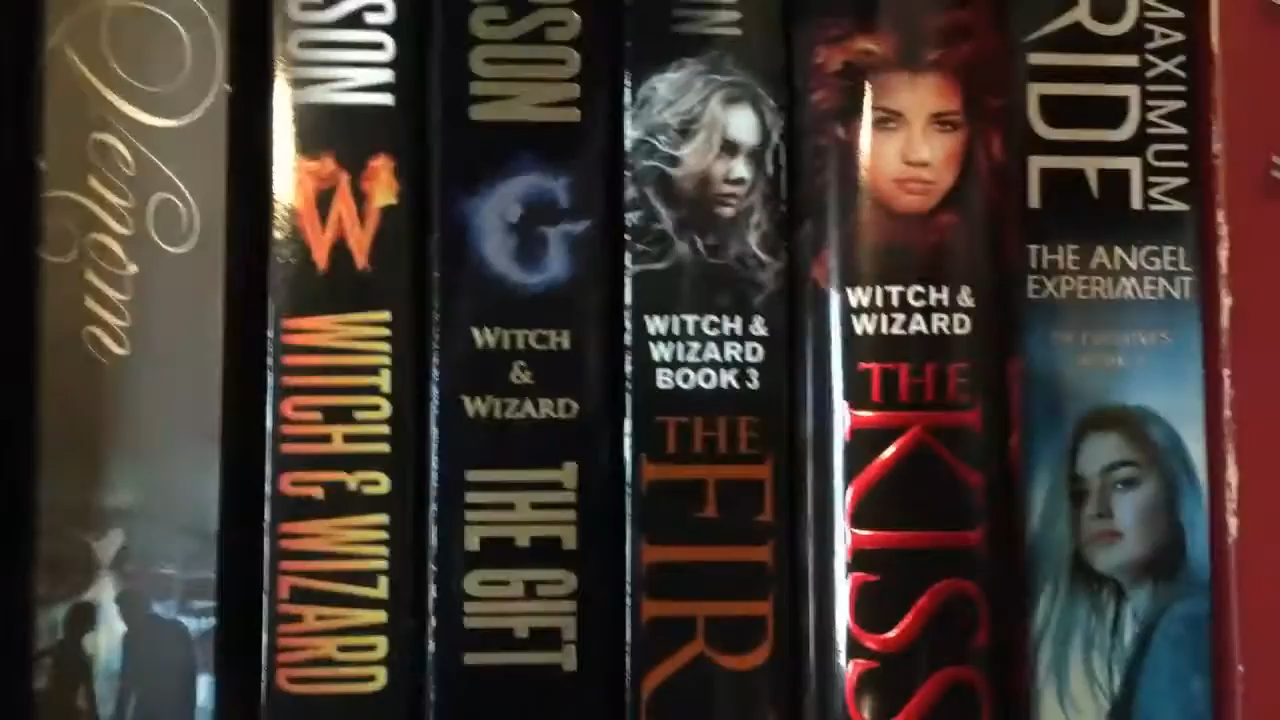 Venom
SON
W
WITCH & WIZARD
SON
G
WITCH
&
WIZARD
THE GIFT
N
WITCH &
WIZARD
BOOK 3
THE
FIR
WITCH &
WIZARD
THE
KISS
MAXIMUM
RIDE
THE ANGEL
EXPERIMENT